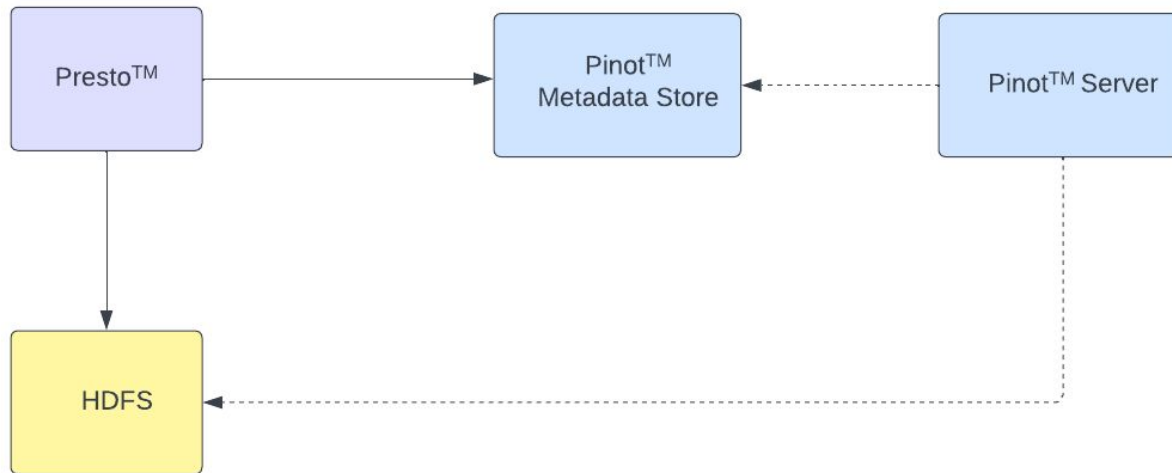 Presto™
Pinot™
Metadata Store
Pinot™ Server
HDFS